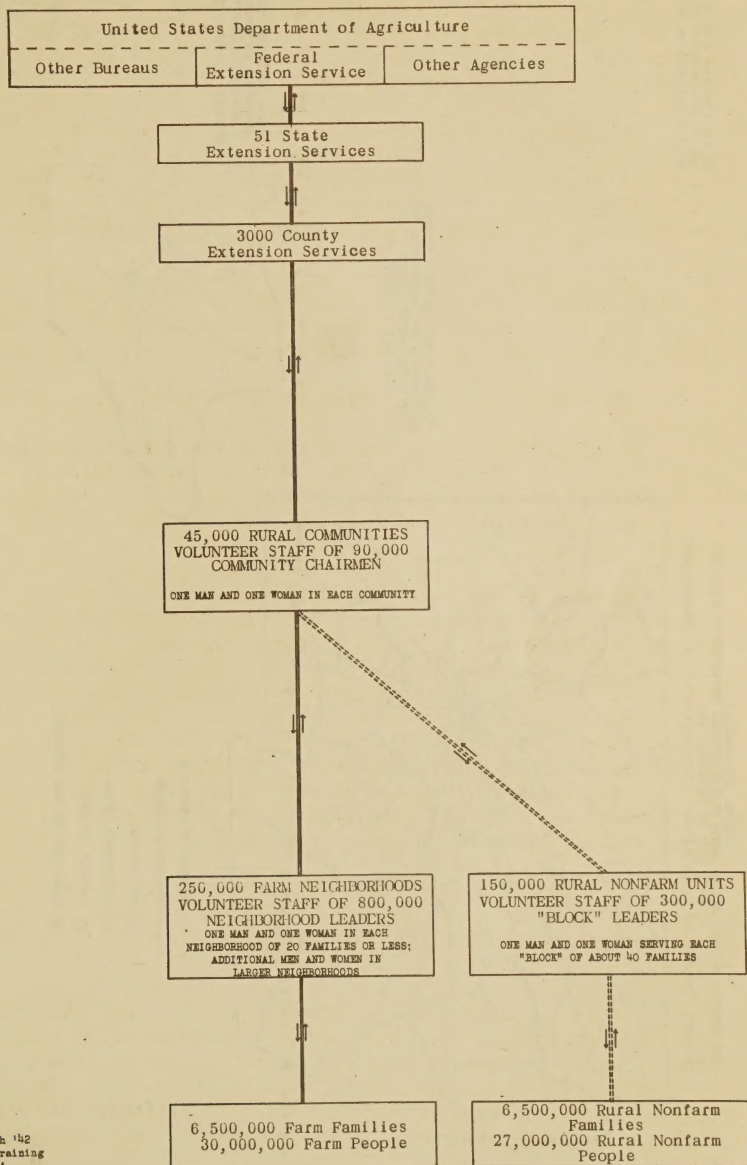 United States Department of Agriculture
Other Bureaus
Federal
Extension Service
Other Agencies
51 State
Extension Services
3000 County
Extension Services
45,000 RURAL COMMUNITIES
VOLUNTEER STAFF OF 90,000
COMMUNITY CHAIRMEN
ONE MAN AND ONE WOMAN IN EACH COMMUNITY
250,000 FARM NEIGHBORHOODS
VOLUNTEER STAFF OF 800,000
NEIGHBORHOOD LEADERS
ONE MAN AND ONE WOMAN IN EACH
NEIGHBORHOOD OF 20 FAMILIES OR LESS;
ADDITIONAL MEN AND WOMEN IN
LARGER NEIGHBORHOODS
150,000 RURAL NONFARM UNITS
VOLUNTEER STAFF OF 300,000
"BLOCK" LEADERS
ONE MAN AND ONE WOMAN SERVING EACH
"BLOCK" OF ABOUT 40 FAMILIES
6,500,000 Farm Families
30,000,000 Farm People
6,500,000 Rural Nonfarm
Families
27,000,000 Rural Nonfarm
People
h '42
raining